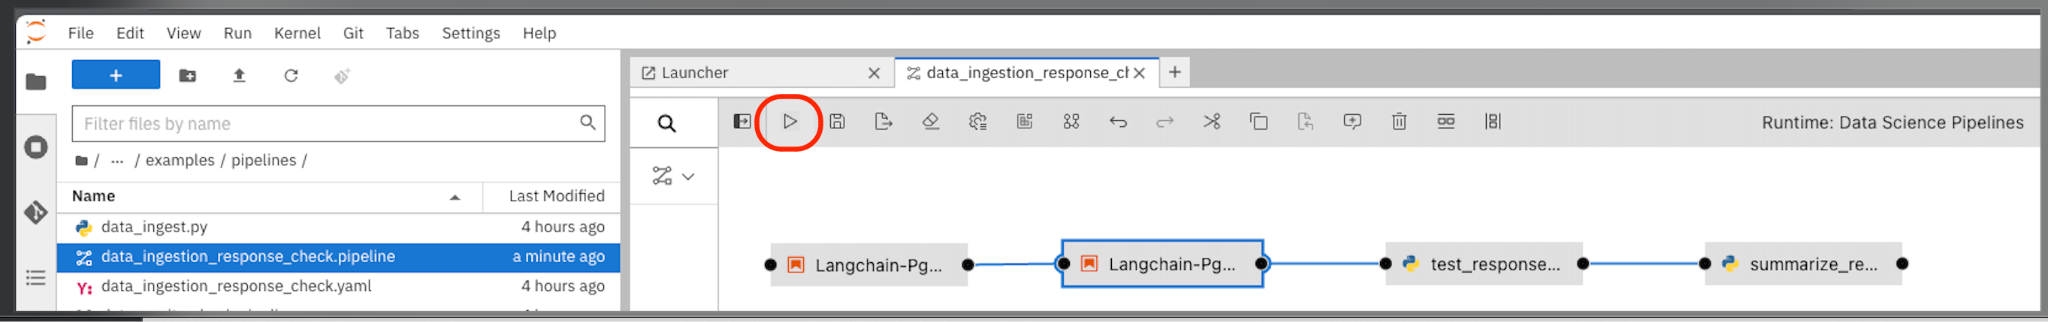 File Edit View Run Kernel Git Tabs Settings Help
+
Filter files by name
/ ... / examples / pipelines /
Name Last Modified
data_ingest.py 4 hours ago
data_ingestion_response_check.pipeline a minute ago
Y: data_ingestion_response_check.yaml 4 hours ago
Launcher
data_ingestion_response_cl
+
Runtime: Data Science Pipelines
Langchain-Pg... Langchain-Pg... test_response... summarize_re...